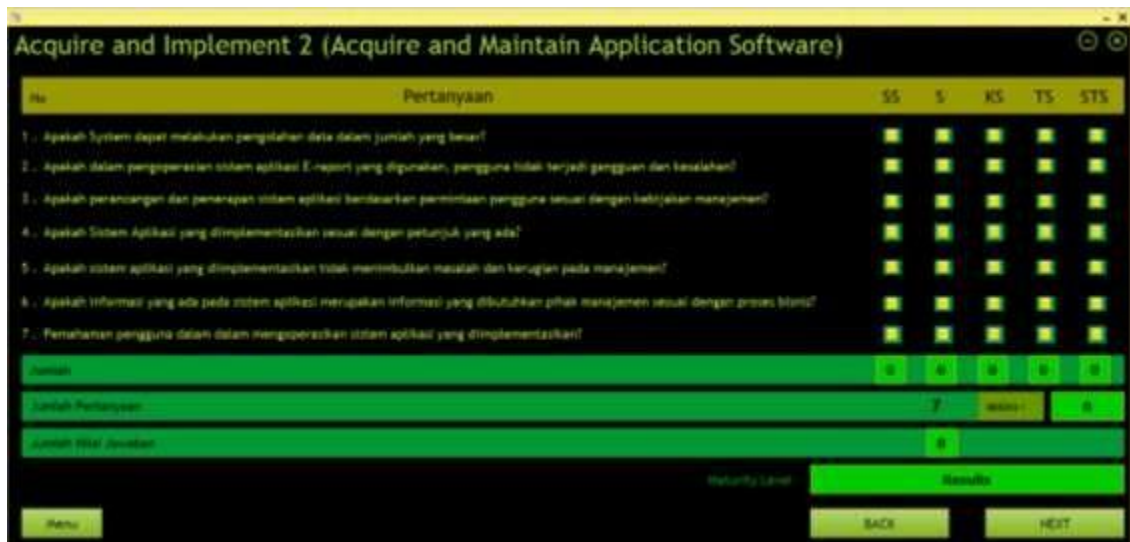 Acquire and Implement 2 (Acquire and Maintain Application Software)
No Pertanyaan SS S KS TS STS
1 . Apakah System dapat melakukan pengolahan data dalam jumlah yang besar?
2 . Apakah dalam pengoperasian sistem aplikasi E-report yang digunakan, pengguna tidak terjadi gangguan dan kesalahan?
3 . Apakah perancangan dan penerapan sistem aplikasi berdasarkan permintaan pengguna sesuai dengan kebijakan manajemen?
4 . Apakah Sistem Aplikasi yang diimplementasikan sesuai dengan petunjuk yang ada?
5 . Apakah sistem aplikasi yang diimplementasikan tidak menimbulkan masalah dan kerugian pada manajemen?
6 . Apakah informasi yang ada pada sistem aplikasi merupakan informasi yang dibutuhkan pihak manajemen sesuai dengan proses bisnis?
7 . Pemahaman pengguna dalam dalam mengoperasikan sistem aplikasi yang diimplementasikan?
Jumlah 0 0 0 0 0
Jumlah Pertanyaan 7 0
Jumlah Nilai Jawaban 0
Maturity Level Results
Menu BACK NEXT